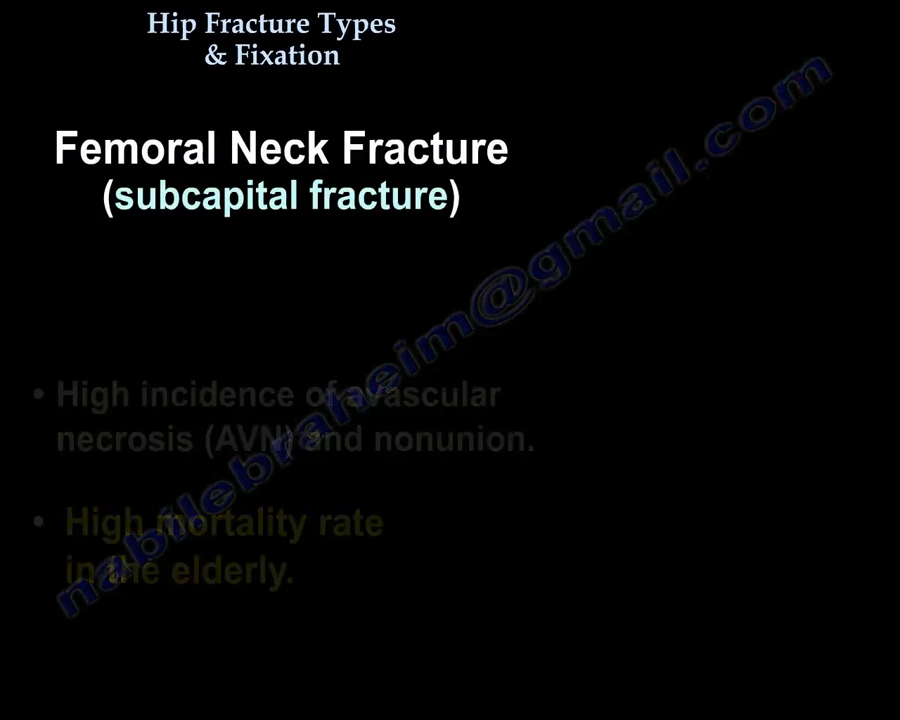 Hip Fracture Types
& Fixation
Femoral Neck Fracture
(subcapital fracture)
• High incidence of avascular
necrosis (AVN) and nonunion.
• High mortality rate
in the elderly.
nabilebraheim@gmail.com